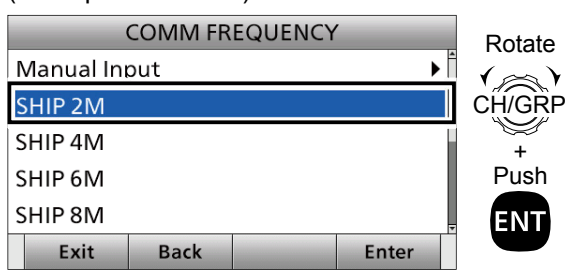 COMM FREQUENCY
Manual Input
SHIP 2M
SHIP 4M
SHIP 6M
SHIP 8M
Exit Back Enter
Rotate
CH/GRP
+
Push
ENT